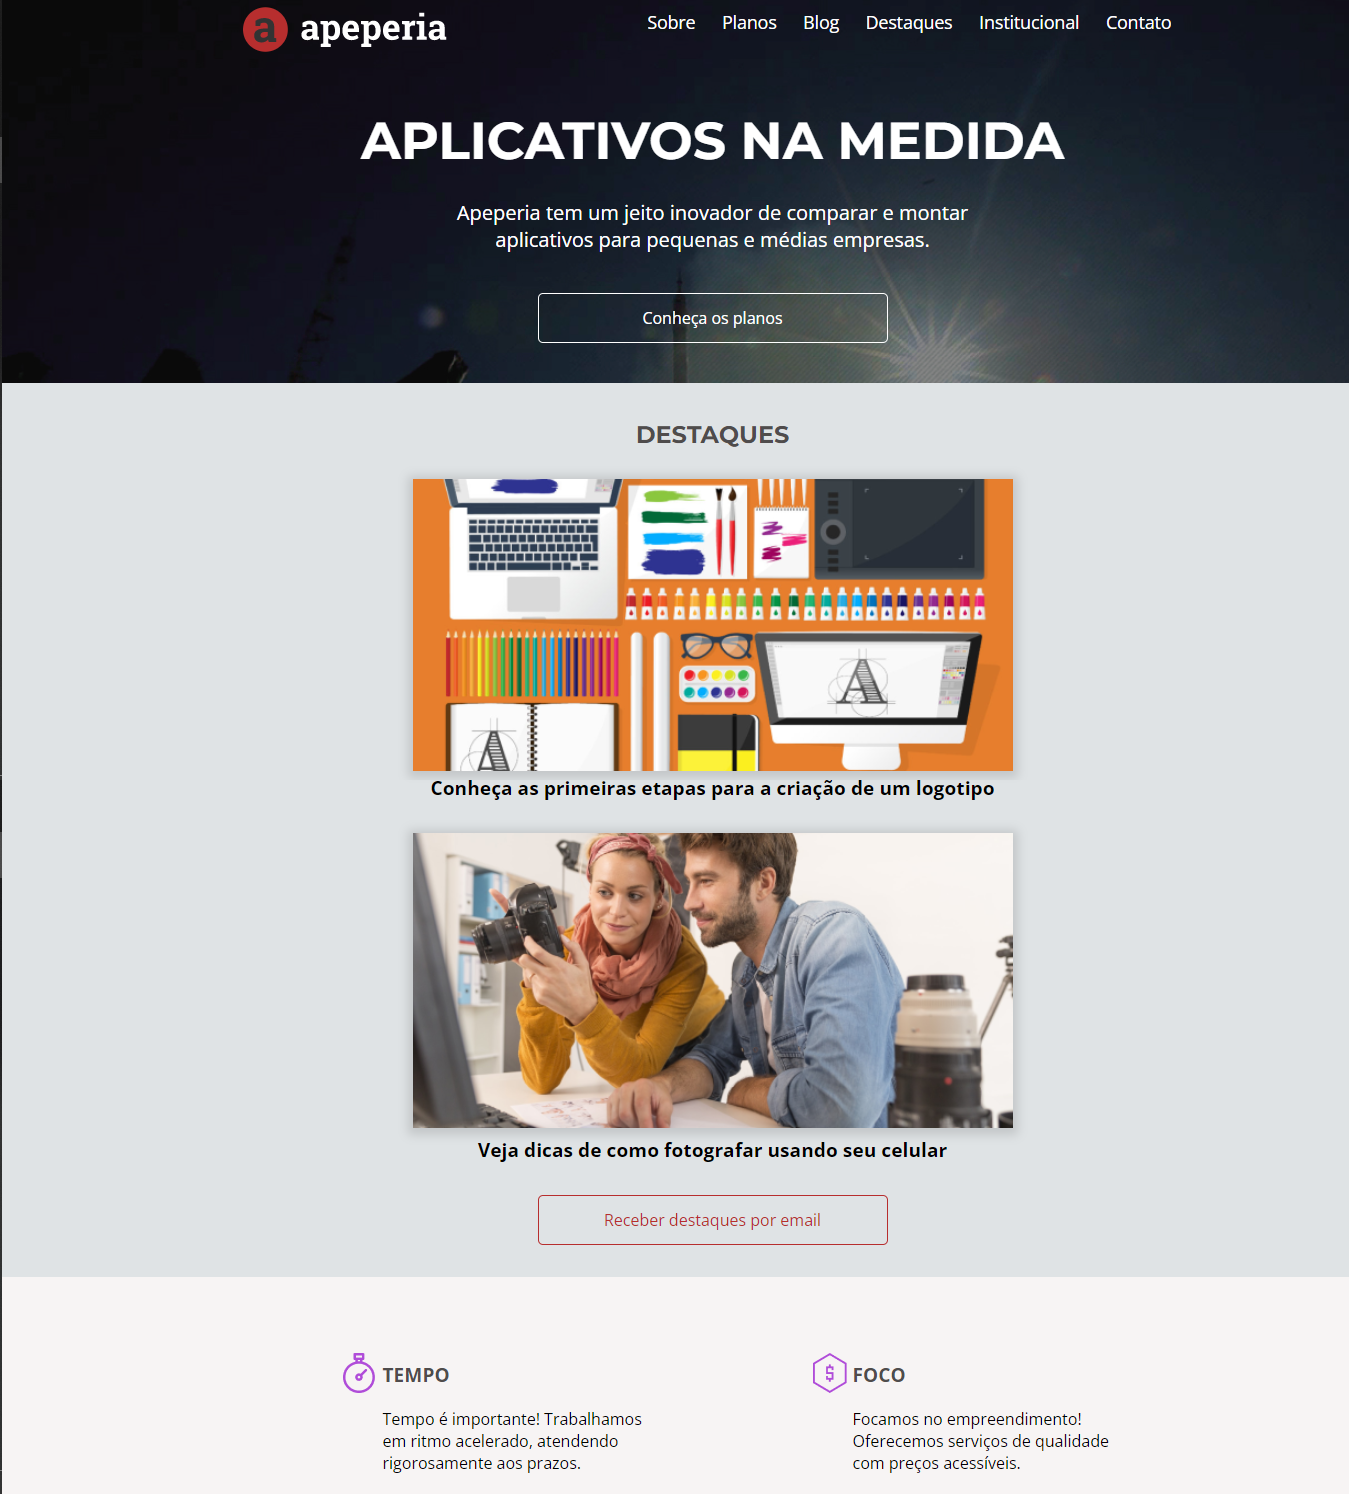 a apeperia
Sobre Planos Blog Destaques Institucional Contato
APLICATIVOS NA MEDIDA
Apeperia tem um jeito inovador de comparar e montar
aplicativos para pequenas e médias empresas.
Conheça os planos
DESTAQUES
A
A
Conheça as primeiras etapas para a criação de um logotipo
Veja dicas de como fotografar usando seu celular
Receber destaques por email
$ 
TEMPO
FOCO
Tempo é importante! Trabalhamos
em ritmo acelerado, atendendo
rigorosamente aos prazos.
Focamos no empreendimento!
Oferecemos serviços de qualidade
com preços acessíveis.